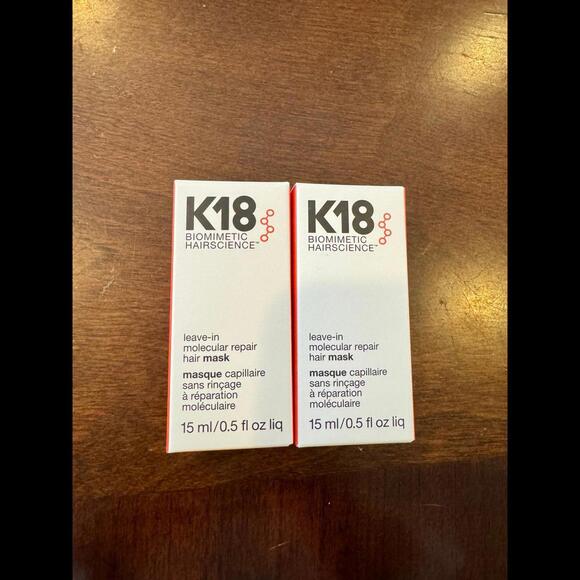 K18
BIOMIMETIC
HAIRSCIENCE™
leave-in
molecular repair
hair mask
masque capillaire
sans rinçage
à réparation
moléculaire
15 ml/0.5 fl oz liq
K18
BIOMIMETIC
HAIRSCIENCE™
leave-in
molecular repair
hair mask
masque capillaire
sans rinçage
à réparation
moléculaire
15 ml/0.5 fl oz liq